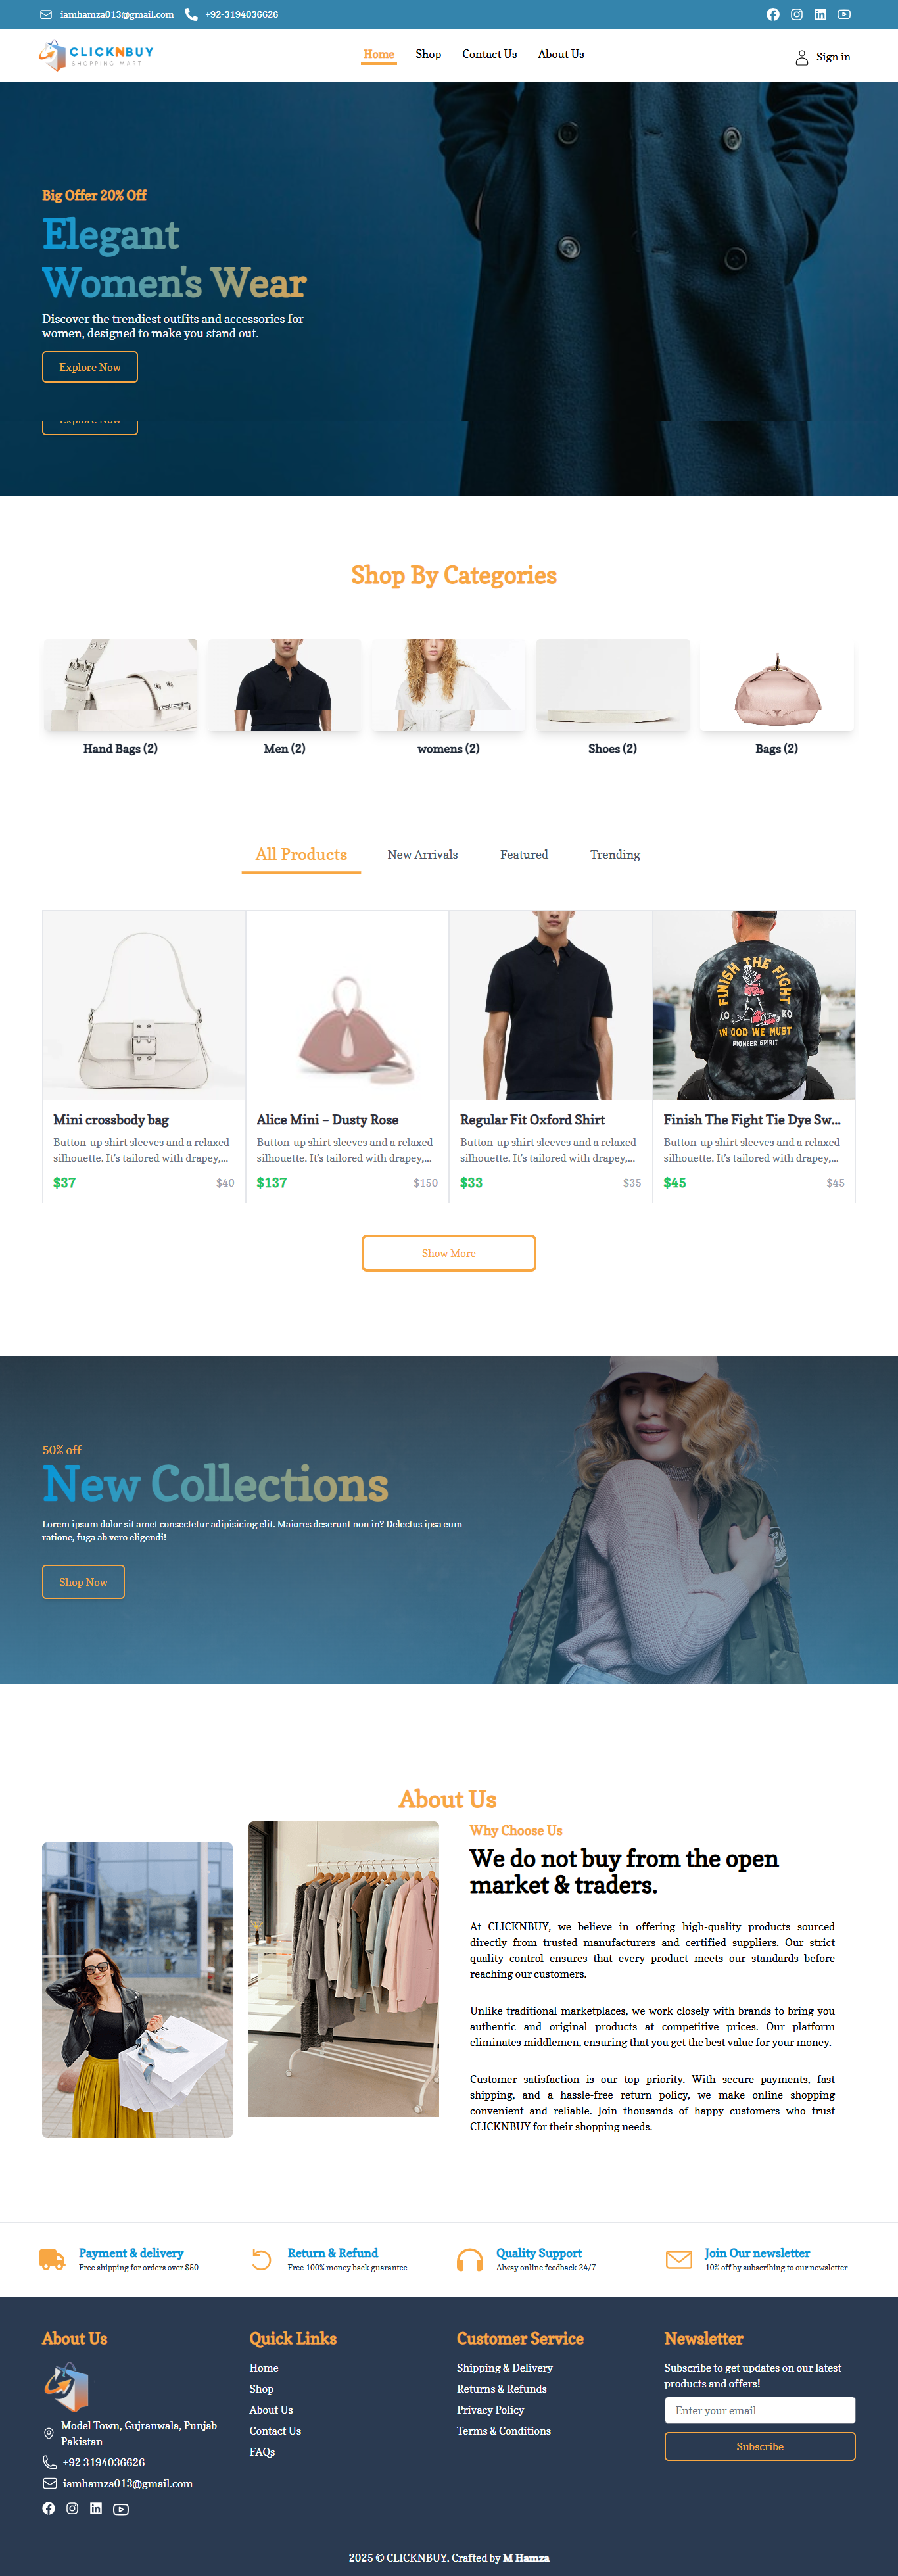 iamhamza013@gmail.com +92-3194036626
CLICKNBUY
SHOPPING MART
Home Shop Contact Us About Us
Sign in
Big Offer 20% Off
Elegant
Women's Wear
Discover the trendiest outfits and accessories for
women, designed to make you stand out.
Explore Now
Explore Now
Shop By Categories
Hand Bags (2) Men (2) womens (2) Shoes (2) Bags (2)
All Products New Arrivals Featured Trending
FINISH THE FIGHT
KO KO
IN GOD WE MUST
PIONEER SPIRIT
Mini crossbody bag
Button-up shirt sleeves and a relaxed
silhouette. It's tailored with drapey,...
$37 $40
Alice Mini – Dusty Rose
Button-up shirt sleeves and a relaxed
silhouette. It's tailored with drapey,...
$137 $150
Regular Fit Oxford Shirt
Button-up shirt sleeves and a relaxed
silhouette. It's tailored with drapey,...
$33 $35
Finish The Fight Tie Dye Sw...
Button-up shirt sleeves and a relaxed
silhouette. It's tailored with drapey,...
$45 $45
Show More
50% off
New Collections
Lorem ipsum dolor sit amet consectetur adipisicing elit. Maiores deserunt non in? Delectus ipsa eum
ratione, fuga ab vero eligendi!
Shop Now
About Us
Why Choose Us
We do not buy from the open
market & traders.
At CLICKNBUY, we believe in offering high-quality products sourced
directly from trusted manufacturers and certified suppliers. Our strict
quality control ensures that every product meets our standards before
reaching our customers.
Unlike traditional marketplaces, we work closely with brands to bring you
authentic and original products at competitive prices. Our platform
eliminates middlemen, ensuring that you get the best value for your money.
Customer satisfaction is our top priority. With secure payments, fast
shipping, and a hassle-free return policy, we make online shopping
convenient and reliable. Join thousands of happy customers who trust
CLICKNBUY for their shopping needs.
Payment & delivery
Free shipping for orders over $50
Return & Refund
Free 100% money back guarantee
Quality Support
Alway online feedback 24/7
Join Our newsletter
10% off by subscribing to our newsletter
About Us
Model Town, Gujranwala, Punjab
Pakistan
+92 3194036626
iamhamza013@gmail.com
Quick Links
Home
Shop
About Us
Contact Us
FAQs
Customer Service
Shipping & Delivery
Returns & Refunds
Privacy Policy
Terms & Conditions
Newsletter
Subscribe to get updates on our latest
products and offers!
Enter your email
Subscribe
2025 © CLICKNBUY. Crafted by M Hamza